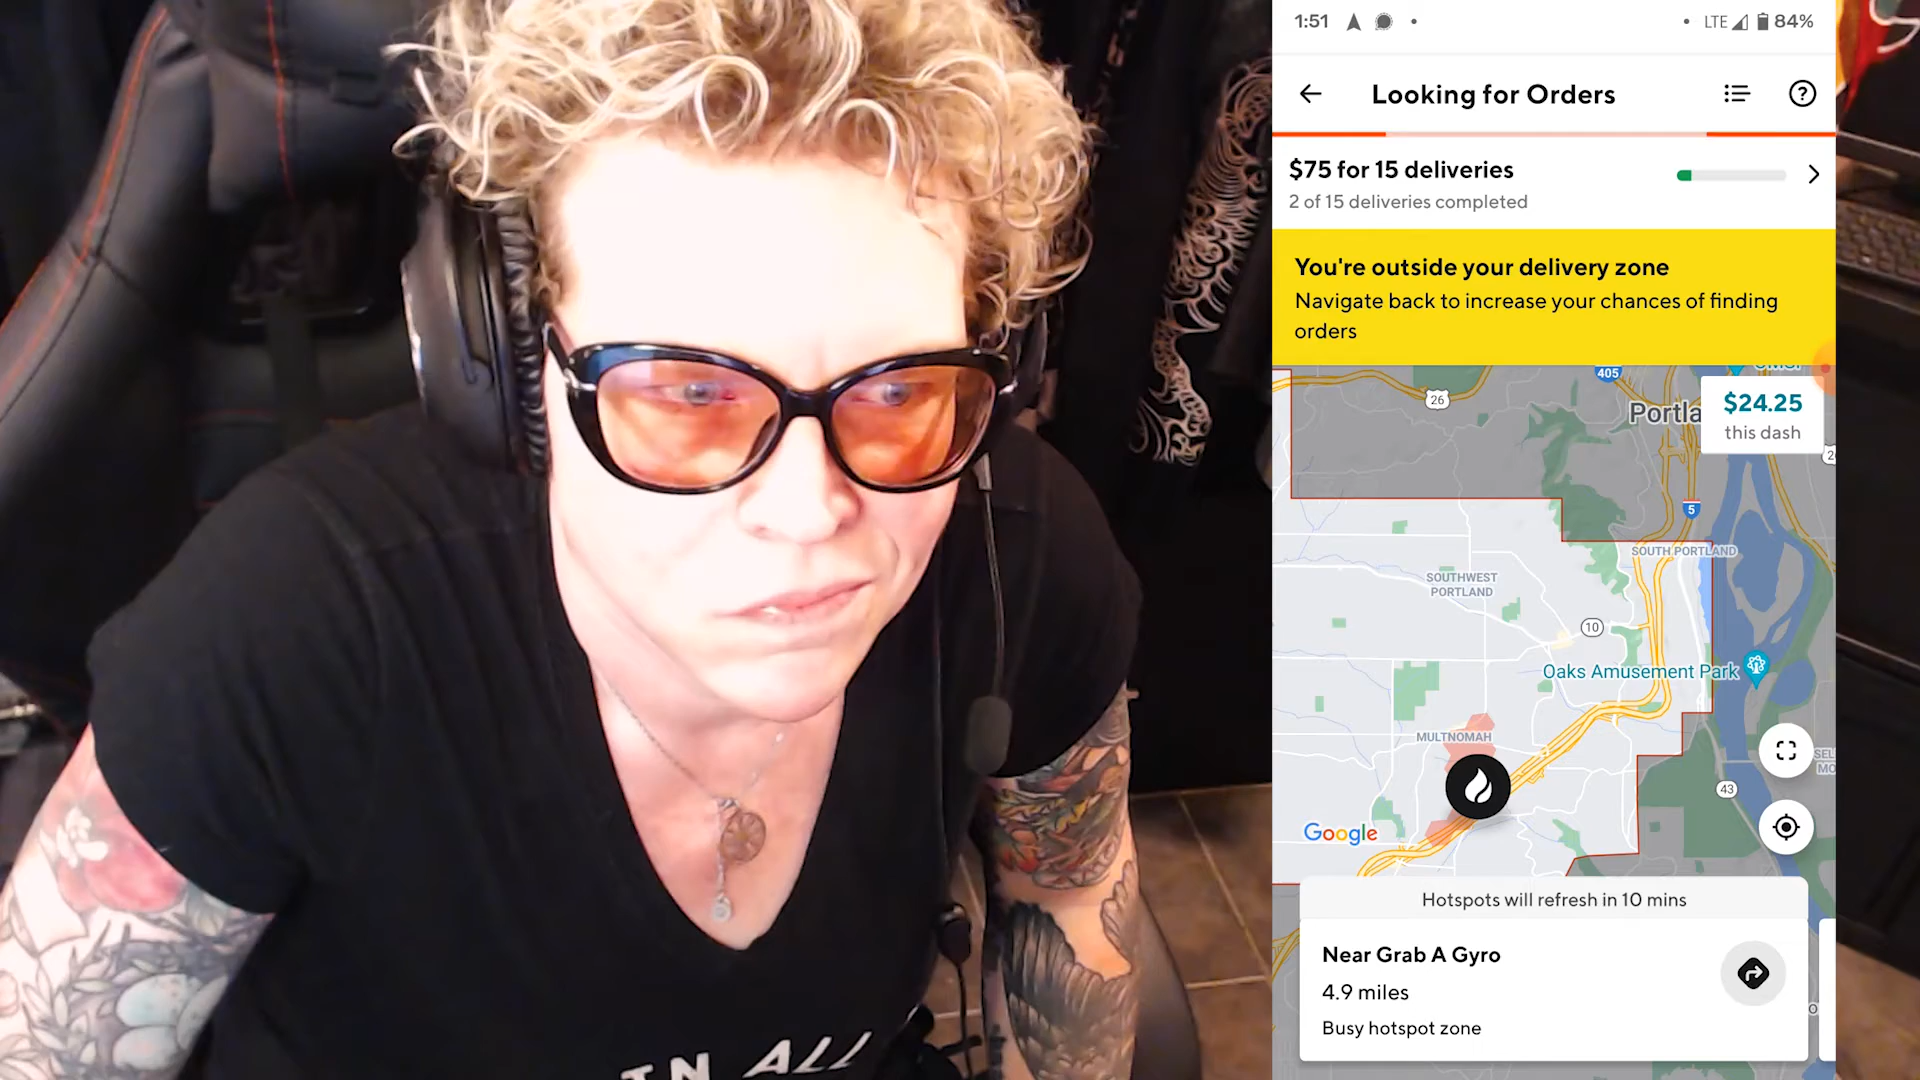 IN ALL
1:51
LTE 84%
Looking for Orders
$75 for 15 deliveries
2 of 15 deliveries completed
You're outside your delivery zone
Navigate back to increase your chances of finding
orders
405
26
Portla
$24.25
this dash
5
SOUTH PORTLAND
SOUTHWEST
PORTLAND
10
Oaks Amusement Park
MULTNOMAH
43
Google
Hotspots will refresh in 10 mins
Near Grab A Gyro
4.9 miles
Busy hotspot zone